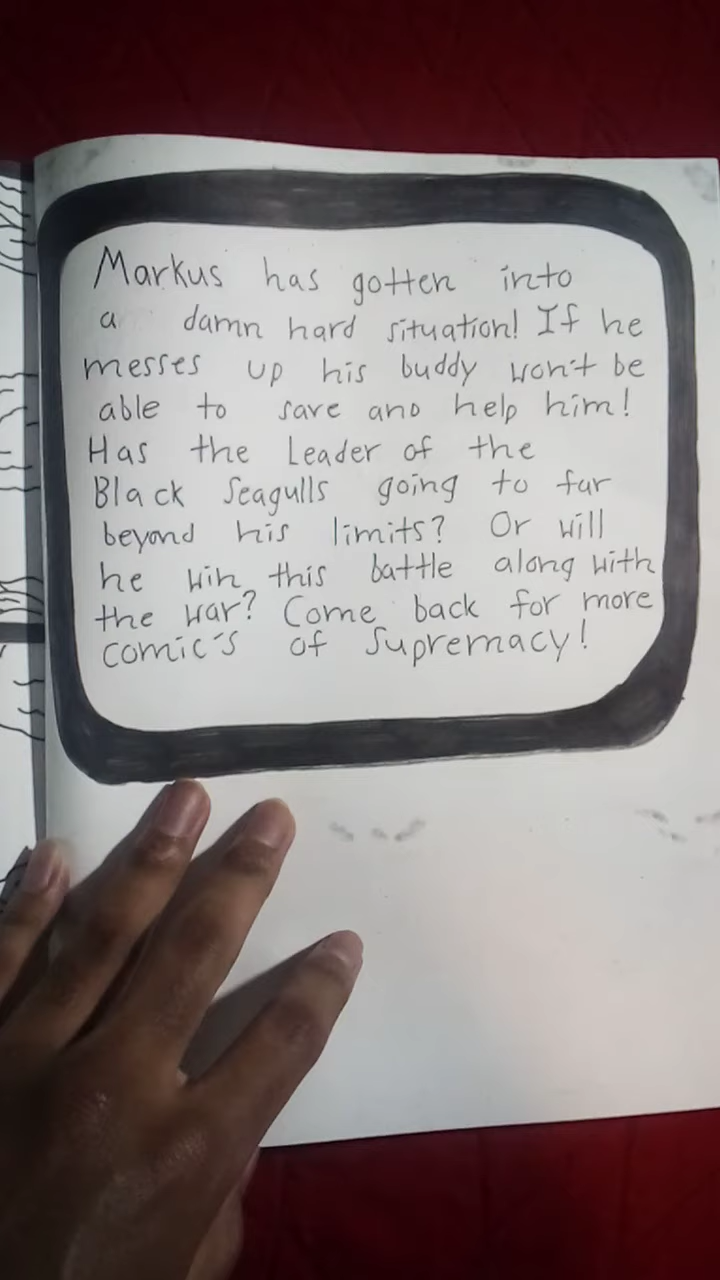 Markus has gotten into
a damn hard situation! If he
messes up his buddy won't be
able to save and help him!
Has the Leader of the
Black Seagulls going to far
beyond his limits? Or will
he win this battle along with
the war? Come back for more
comic's of Supremacy!